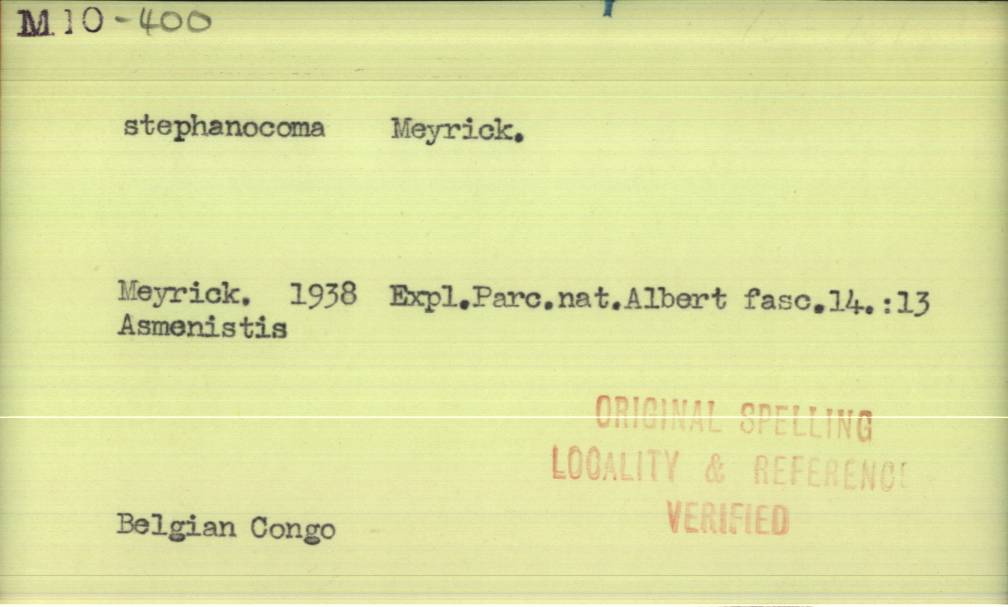 M.10 - 400
stephanocoma Meyrick.
Meyrick. 1938 Expl.Parc.nat.Albert fasc.14.:13
Asmenistis
ORIGINAL SPELLING
LOCALITY & REFERENCE
VERIFIED
Belgian Congo